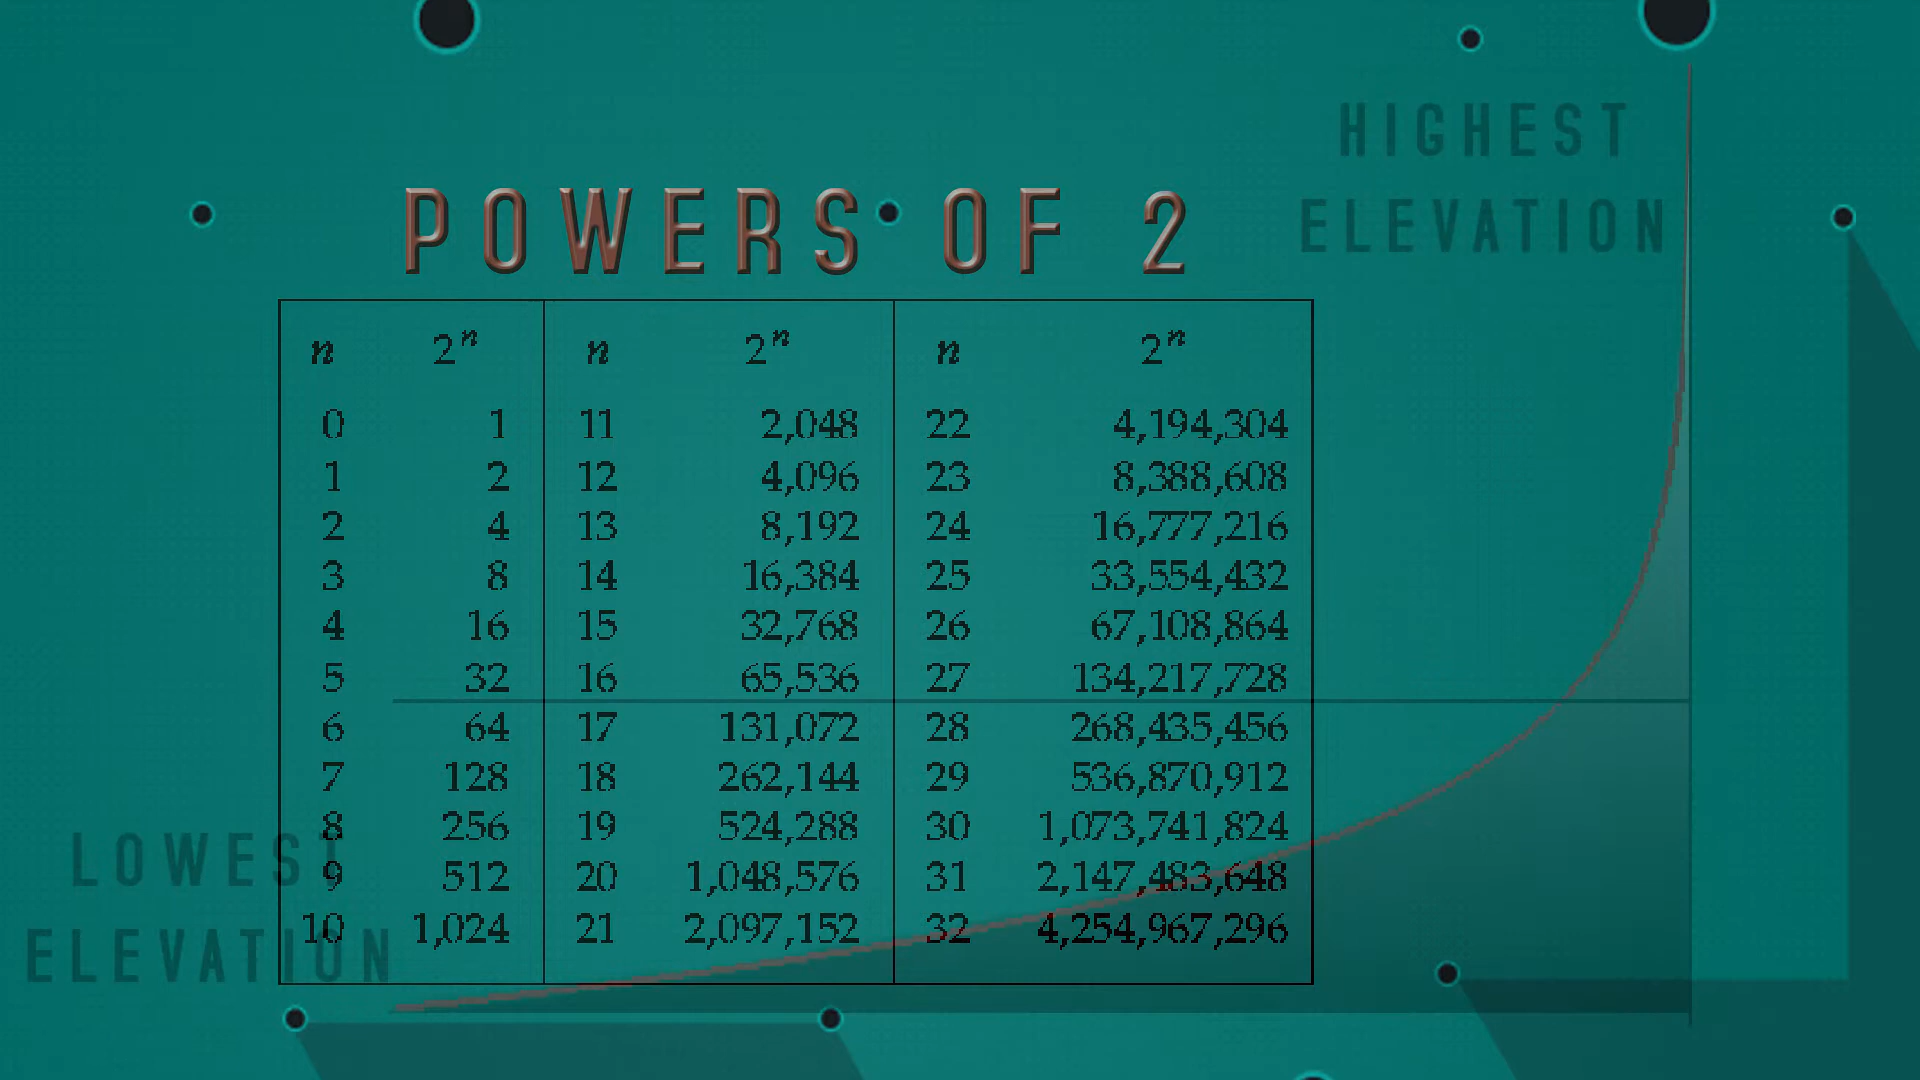 HIGHEST
ELEVATION
POWERS OF 2
n 2ⁿ n 2ⁿ n 2ⁿ
0 1 11 2,048 22 4,194,304
1 2 12 4,096 23 8,388,608
2 4 13 8,192 24 16,777,216
3 8 14 16,384 25 33,554,432
4 16 15 32,768 26 67,108,864
5 32 16 65,536 27 134,217,728
6 64 17 131,072 28 268,435,456
7 128 18 262,144 29 536,870,912
8 256 19 524,288 30 1,073,741,824
9 512 20 1,048,576 31 2,147,483,648
10 1,024 21 2,097,152 32 4,254,967,296
LOWEST
ELEVATION